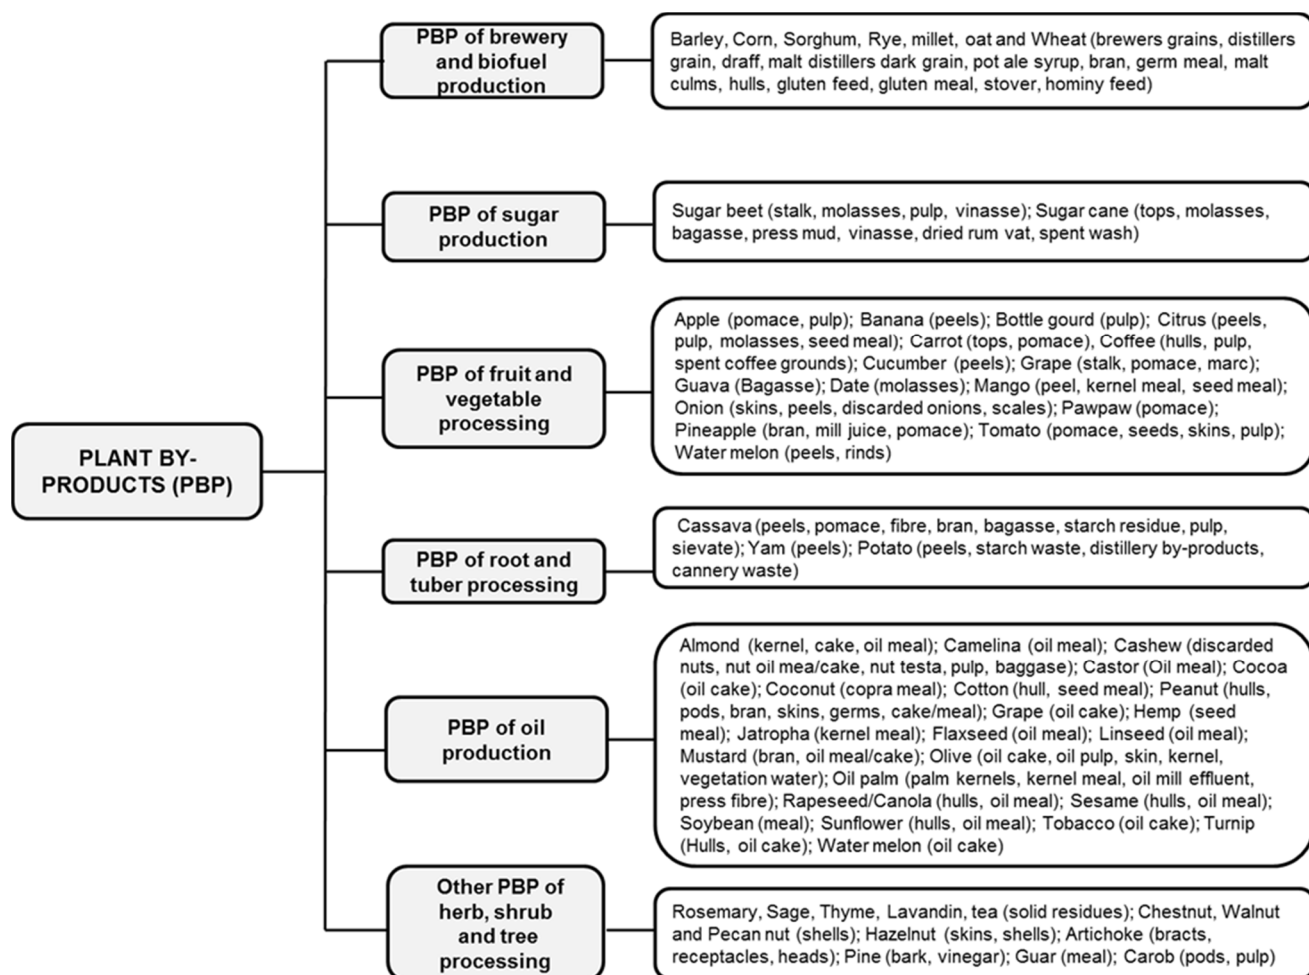 PBP of brewery
and biofuel
production
Barley, Corn, Sorghum, Rye, millet, oat and Wheat (brewers grains, distillers
grain, draff, malt distillers dark grain, pot ale syrup, bran, germ meal, malt
culms, hulls, gluten feed, gluten meal, stover, hominy feed)
PBP of sugar
production
Sugar beet (stalk, molasses, pulp, vinasse); Sugar cane (tops, molasses,
bagasse, press mud, vinasse, dried rum vat, spent wash)
PBP of fruit and
vegetable
processing
Apple (pomace, pulp); Banana (peels); Bottle gourd (pulp); Citrus (peels,
pulp, molasses, seed meal); Carrot (tops, pomace), Coffee (hulls, pulp,
spent coffee grounds); Cucumber (peels); Grape (stalk, pomace, marc);
Guava (Bagasse); Date (molasses); Mango (peel, kernel meal, seed meal);
Onion (skins, peels, discarded onions, scales); Pawpaw (pomace);
Pineapple (bran, mill juice, pomace); Tomato (pomace, seeds, skins, pulp);
Water melon (peels, rinds)
PLANT BY-
PRODUCTS (PBP)
PBP of root and
tuber processing
Cassava (peels, pomace, fibre, bran, bagasse, starch residue, pulp,
sievate); Yam (peels); Potato (peels, starch waste, distillery by-products,
cannery waste)
PBP of oil
production
Almond (kernel, cake, oil meal); Camelina (oil meal); Cashew (discarded
nuts, nut oil mea/cake, nut testa, pulp, baggase); Castor (Oil meal); Cocoa
(oil cake); Coconut (copra meal); Cotton (hull, seed meal); Peanut (hulls,
pods, bran, skins, germs, cake/meal); Grape (oil cake); Hemp (seed
meal); Jatropha (kernel meal); Flaxseed (oil meal); Linseed (oil meal);
Mustard (bran, oil meal/cake); Olive (oil cake, oil pulp, skin, kernel,
vegetation water); Oil palm (palm kernels, kernel meal, oil mill effluent,
press fibre); Rapeseed/Canola (hulls, oil meal); Sesame (hulls, oil meal);
Soybean (meal); Sunflower (hulls, oil meal); Tobacco (oil cake); Turnip
(Hulls, oil cake); Water melon (oil cake)
Other PBP of
herb, shrub
and tree
processing
Rosemary, Sage, Thyme, Lavandin, tea (solid residues); Chestnut, Walnut
and Pecan nut (shells); Hazelnut (skins, shells); Artichoke (bracts,
receptacles, heads); Pine (bark, vinegar); Guar (meal); Carob (pods, pulp)